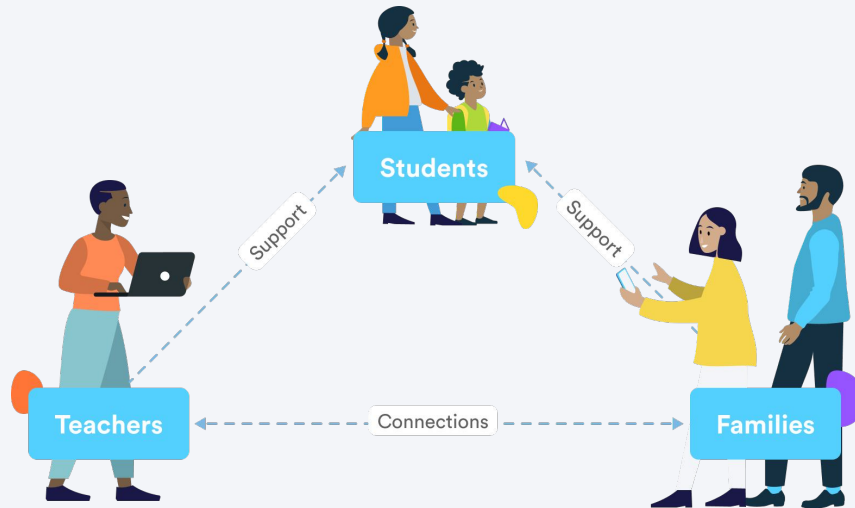 Students
Support
Support
Teachers
Connections
Families